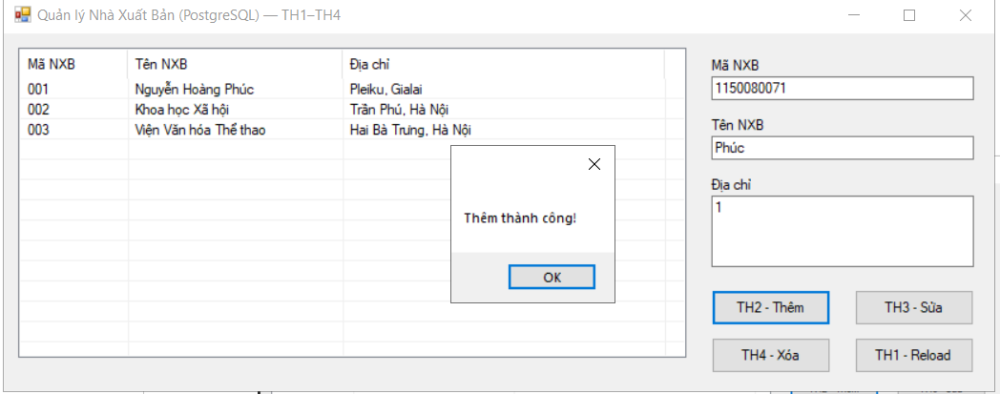 Quản lý Nhà Xuất Bản (PostgreSQL) — TH1–TH4
Mã NXB Tên NXB Địa chỉ
001 Nguyễn Hoàng Phúc Pleiku, Gialai
002 Khoa học Xã hội Trần Phú, Hà Nội
003 Viện Văn hóa Thể thao Hai Bà Trưng, Hà Nội
Thêm thành công!
OK
Mã NXB
1150080071
Tên NXB
Phúc
Địa chỉ
1
TH2 - Thêm TH3 - Sửa
TH4 - Xóa TH1 - Reload